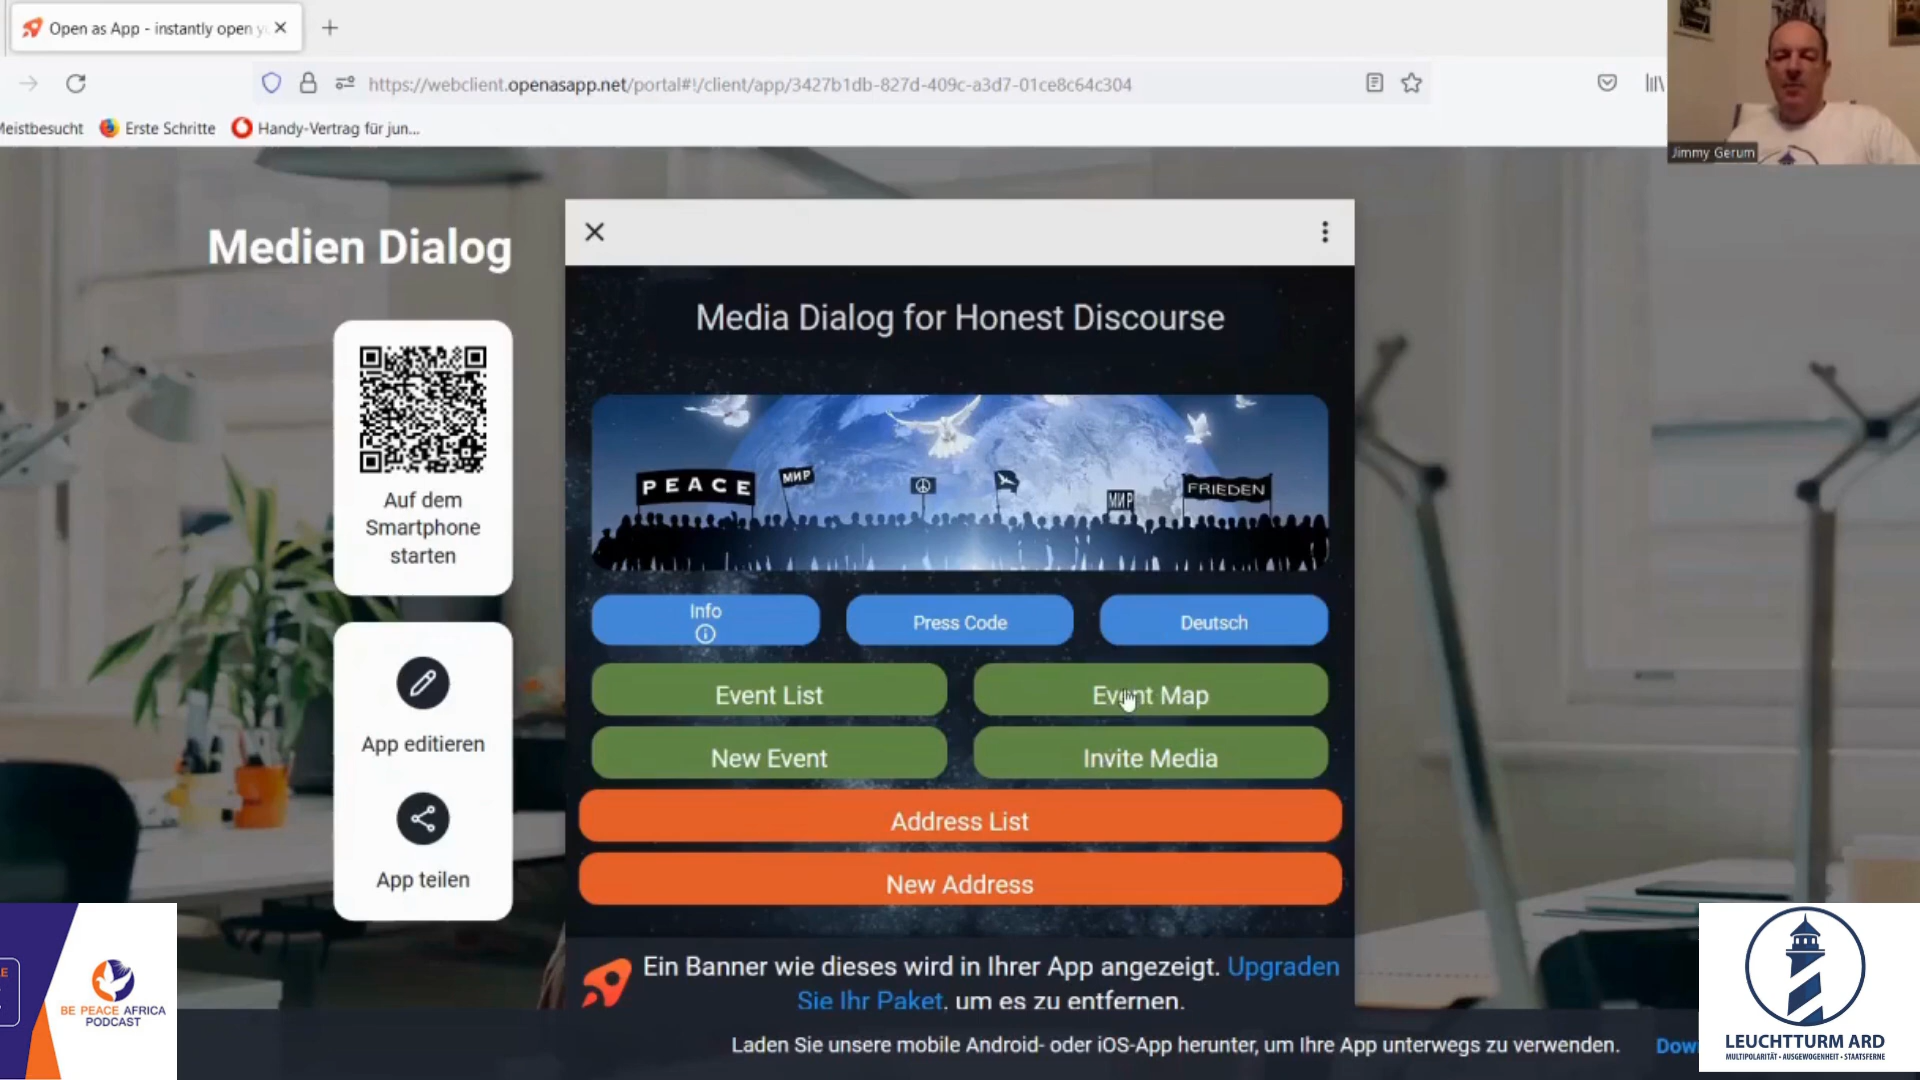 Open as App - instantly open y
https://webclient.openasapp.net/portal#!/client/app/3427b1db-827d-409c-a3d7-01ce8c64c304
Meistbesucht
Erste Schritte
Handy-Vertrag für jun...
Jimmy Gerum
Medien Dialog
Auf dem
Smartphone
starten
App editieren
App teilen
Media Dialog for Honest Discourse
PEACE
МИР
МИР
FRIEDEN
Info
Press Code
Deutsch
Event List
Event Map
New Event
Invite Media
Address List
New Address
Ein Banner wie dieses wird in Ihrer App angezeigt. Upgraden
Sie Ihr Paket, um es zu entfernen.
Laden Sie unsere mobile Android- oder iOS-App herunter, um Ihre App unterwegs zu verwenden.
Dow
BE PEACE AFRICA
PODCAST
LEUCHTTURM ARD
MULTIPOLARITÄT • AUSGEWOGENHEIT • STAATSFERNE